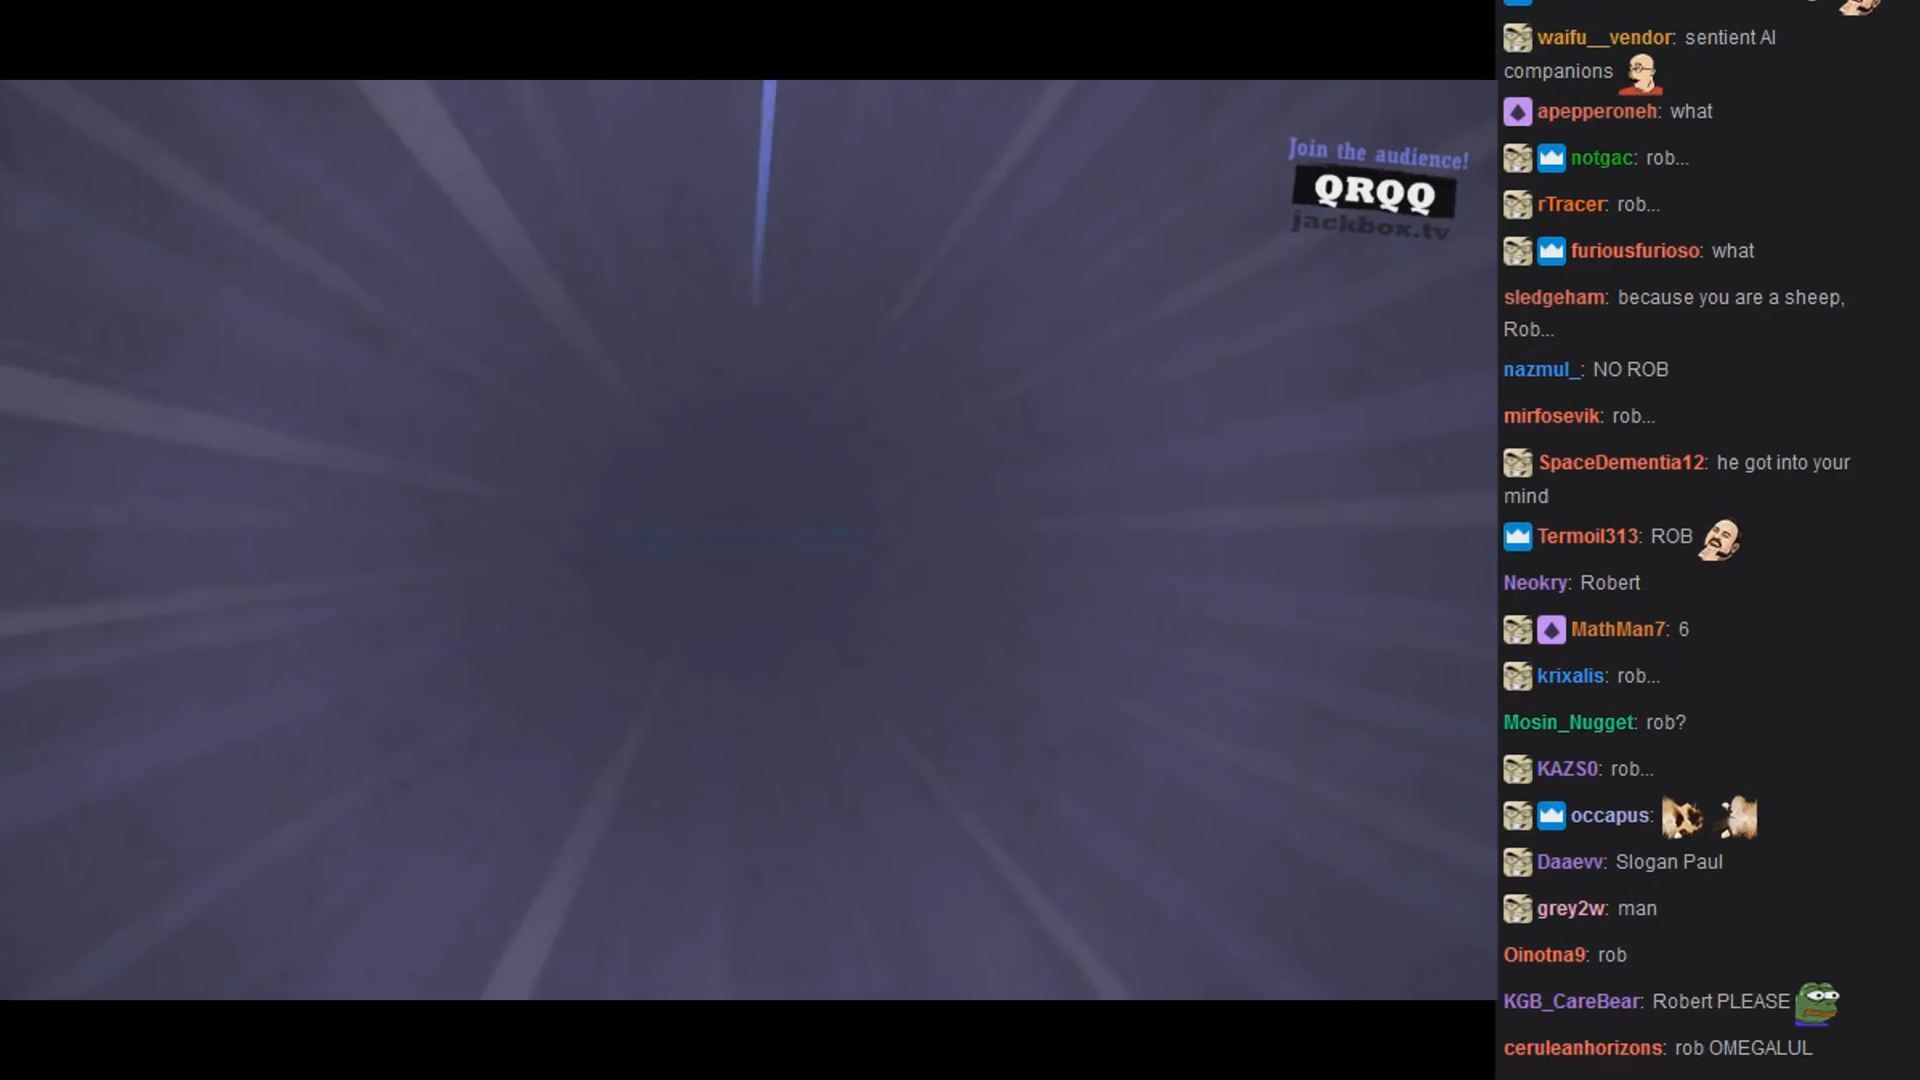 Join the audience!
QRQQ
jackbox.tv
waifu__vendor: sentient AI
companions
apepperoneh: what
notgac: rob...
rTracer: rob...
furiousfurioso: what
sledgeham: because you are a sheep,
Rob...
nazmul_: NO ROB
mirfosevik: rob...
SpaceDementia12: he got into your
mind
Termoil313: ROB
Neokry: Robert
MathMan7: 6
krixalis: rob...
Mosin_Nugget: rob?
KAZS0: rob...
occapus:
Daaevv: Slogan Paul
grey2w: man
Oinotna9: rob
KGB_CareBear: Robert PLEASE
ceruleanhorizons: rob OMEGALUL